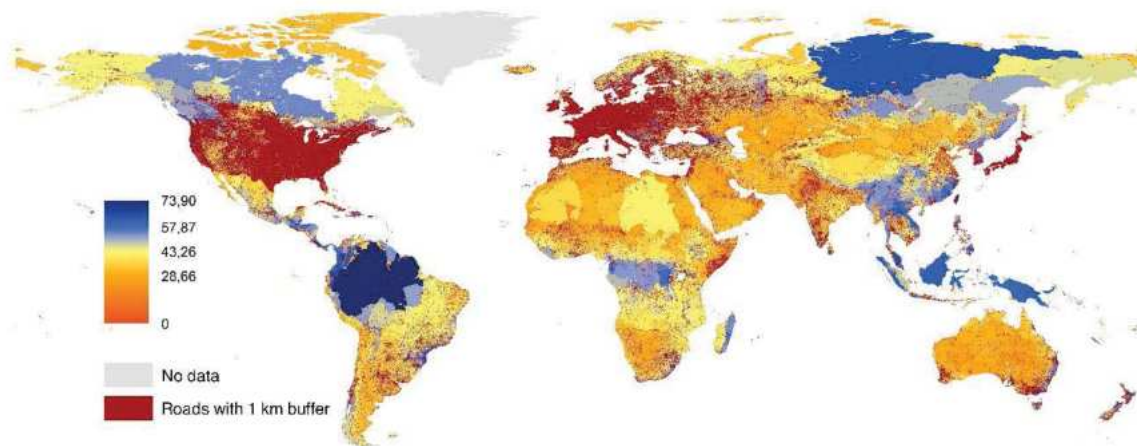 73,90
57,87
43,26
28,66
0
No data
Roads with 1 km buffer